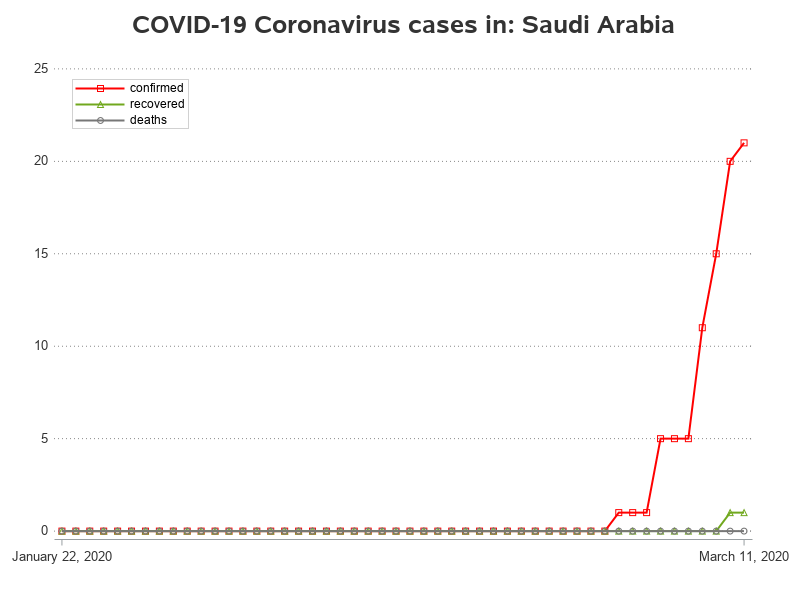 COVID-19 Coronavirus cases in: Saudi Arabia
25
confirmed
recovered
deaths
20
15
10
5
0
January 22, 2020 March 11, 2020